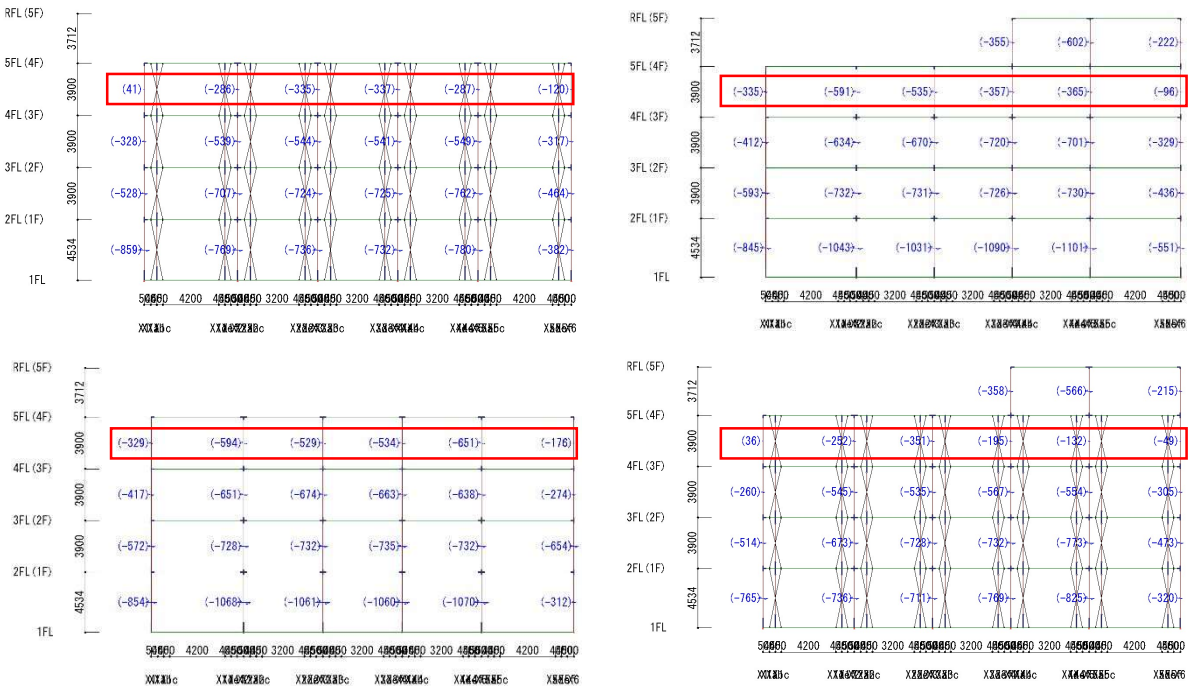 RFL(5F)
3712
5FL(4F)
3900
(41) (-286) (-335) (-337) (-287) (-120)
4FL(3F)
3900
(-328) (-539) (-544) (-541) (-549) (-317)
3FL(2F)
3900
(-528) (-707) (-724) (-725) (-762) (-464)
2FL(1F)
4534
(-859) (-769) (-736) (-732) (-780) (-382)
1FL
4200 3200 3200 3200 4200
RFL(5F)
3712
(-355) (-602) (-222)
5FL(4F)
3900
(-335) (-591) (-535) (-357) (-365) (-96)
4FL(3F)
3900
(-412) (-634) (-670) (-720) (-701) (-329)
3FL(2F)
3900
(-593) (-732) (-731) (-726) (-730) (-436)
2FL(1F)
4534
(-845) (-1043) (-1031) (-1090) (-1101) (-551)
1FL
4200 3200 3200 3200 4200
RFL(5F)
3712
5FL(4F)
3900
(-329) (-594) (-529) (-534) (-651) (-176)
4FL(3F)
3900
(-417) (-651) (-674) (-663) (-638) (-274)
3FL(2F)
3900
(-572) (-728) (-732) (-735) (-732) (-654)
2FL(1F)
4534
(-854) (-1068) (-1061) (-1060) (-1070) (-312)
1FL
4200 3200 3200 3200 4200
RFL(5F)
3712
(-358) (-566) (-215)
5FL(4F)
3900
(36) (-252) (-351) (-195) (-132) (-49)
4FL(3F)
3900
(-260) (-545) (-535) (-567) (-554) (-305)
3FL(2F)
3900
(-514) (-673) (-728) (-732) (-773) (-473)
2FL(1F)
4534
(-765) (-736) (-711) (-769) (-825) (-320)
1FL
4200 3200 3200 3200 4200